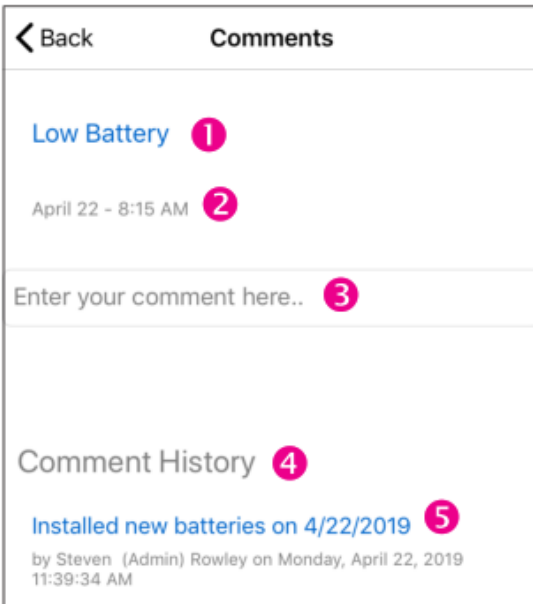 Back Comments
Low Battery 1
April 22 - 8:15 AM 2
Enter your comment here.. 3
Comment History 4
Installed new batteries on 4/22/2019 5
by Steven (Admin) Rowley on Monday, April 22, 2019
11:39:34 AM